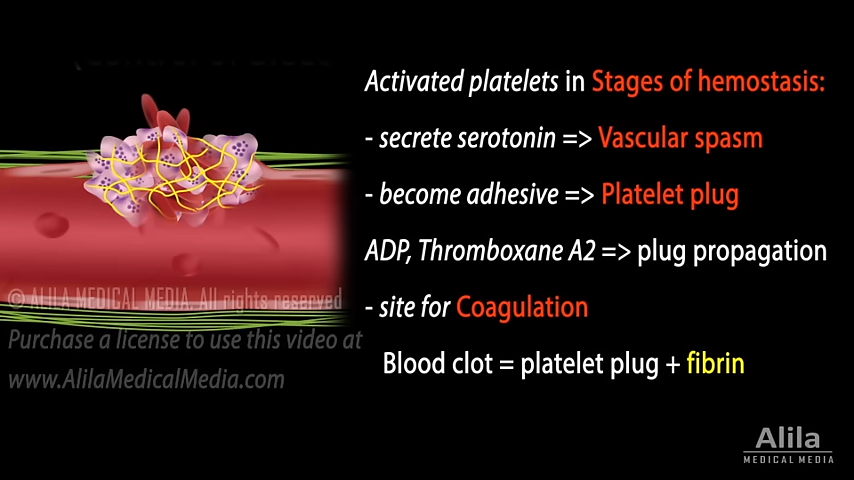 Activated platelets in Stages of hemostasis:
- secrete serotonin => Vascular spasm
- become adhesive => Platelet plug
ADP, Thromboxane A2 => plug propagation
- site for Coagulation
Blood clot = platelet plug + fibrin
© ALILA MEDICAL MEDIA. All rights reserved
Purchase a license to use this video at
www.AlilaMedicalMedia.com
Alila
MEDICAL MEDIA